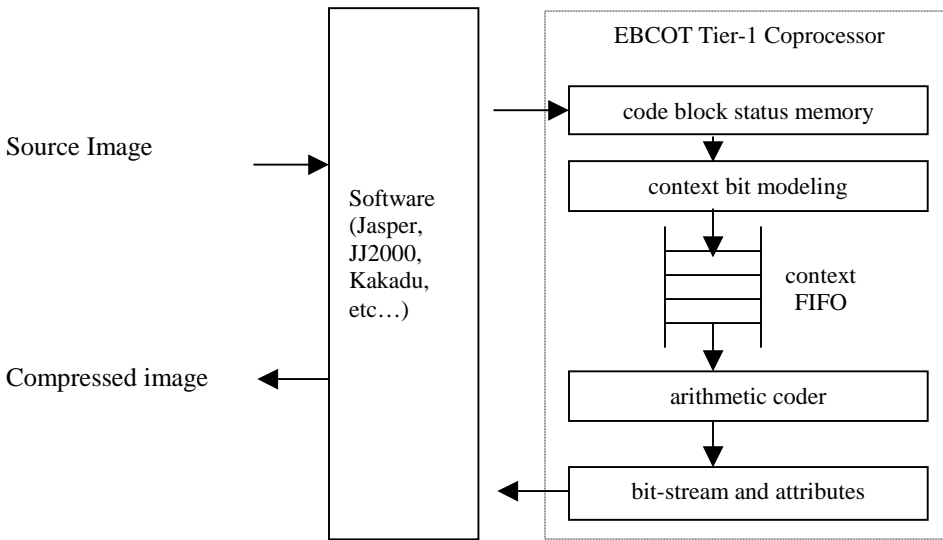 EBCOT Tier-1 Coprocessor
code block status memory
Source Image
context bit modeling
Software
(Jasper,
JJ2000,
Kakadu,
etc…)
context
FIFO
Compressed image
arithmetic coder
bit-stream and attributes